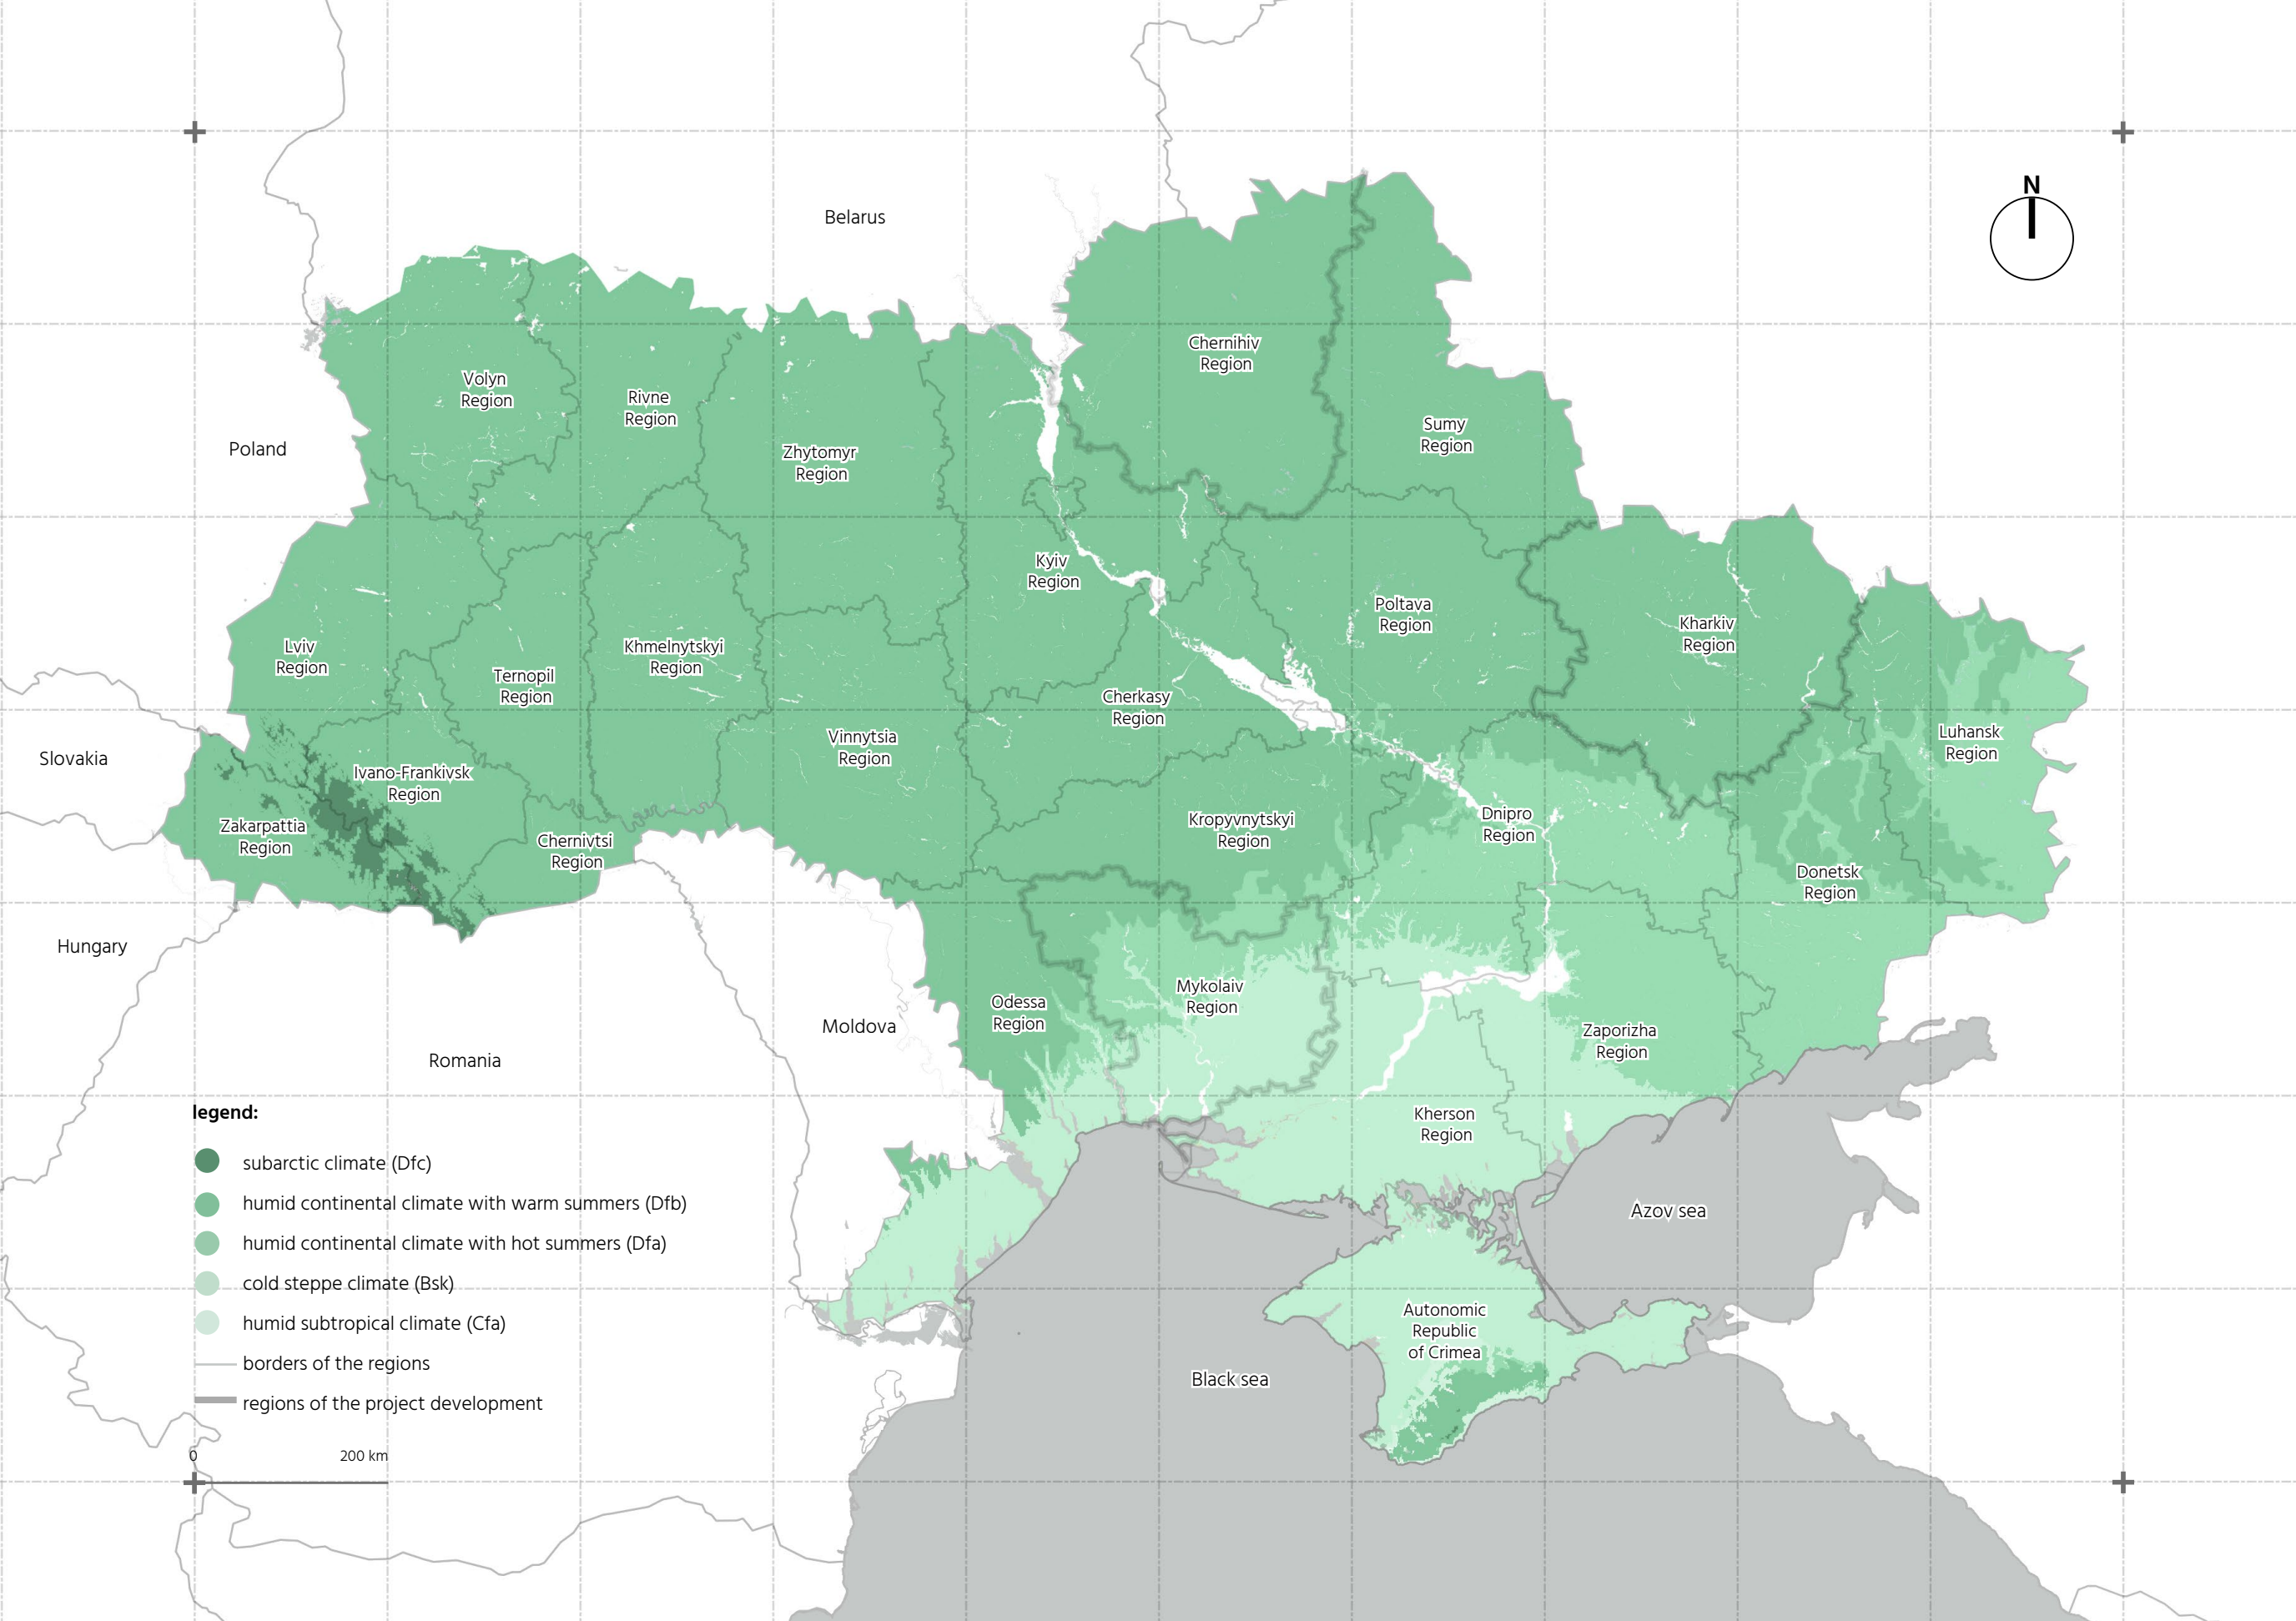 N
Belarus
Chernihiv
Region
Volyn
Region
Rivne
Region
Sumy
Region
Poland
Zhytomyr
Region
Kyiv
Region
Poltava
Region
Kharkiv
Region
Lviv
Region
Khmelnytskyi
Region
Ternopil
Region
Cherkasy
Region
Vinnytsia
Region
Luhansk
Region
Slovakia
Ivano-Frankivsk
Region
Zakarpattia
Region
Chernivtsi
Region
Kropyvnytskyi
Region
Dnipro
Region
Donetsk
Region
Hungary
Mykolaiv
Region
Odessa
Region
Moldova
Zaporizha
Region
Romania
Kherson
Region
Azov sea
Autonomic
Republic
of Crimea
Black sea
legend:
subarctic climate (Dfc)
humid continental climate with warm summers (Dfb)
humid continental climate with hot summers (Dfa)
cold steppe climate (Bsk)
humid subtropical climate (Cfa)
borders of the regions
regions of the project development
0 200 km